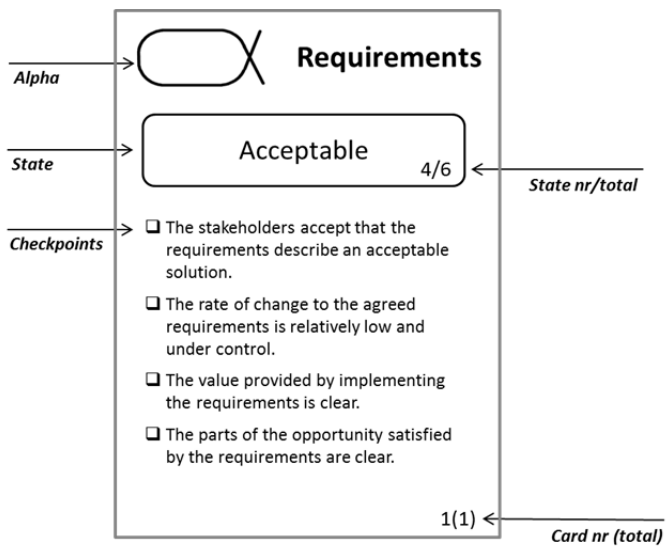 Requirements
Alpha
Acceptable
State
4/6
State nr/total
Checkpoints
❑ The stakeholders accept that the
requirements describe an acceptable
solution.
❑ The rate of change to the agreed
requirements is relatively low and
under control.
❑ The value provided by implementing
the requirements is clear.
❑ The parts of the opportunity satisfied
by the requirements are clear.
1(1)
Card nr (total)